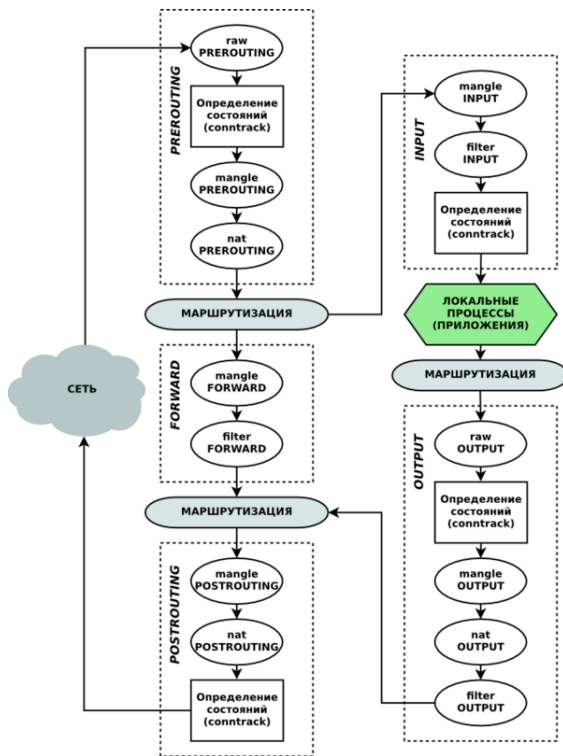 raw
PREROUTING
Определение
состояний
(conntrack)
mangle
PREROUTING
nat
PREROUTING
PREROUTING
МАРШРУТИЗАЦИЯ
mangle
INPUT
filter
INPUT
Определение
состояний
(conntrack)
INPUT
ЛОКАЛЬНЫЕ
ПРОЦЕССЫ
(ПРИЛОЖЕНИЯ)
МАРШРУТИЗАЦИЯ
СЕТЬ
mangle
FORWARD
filter
FORWARD
FORWARD
МАРШРУТИЗАЦИЯ
raw
OUTPUT
Определение
состояний
(conntrack)
mangle
OUTPUT
nat
OUTPUT
filter
OUTPUT
OUTPUT
mangle
POSTROUTING
nat
POSTROUTING
Определение
состояний
(conntrack)
POSTROUTING